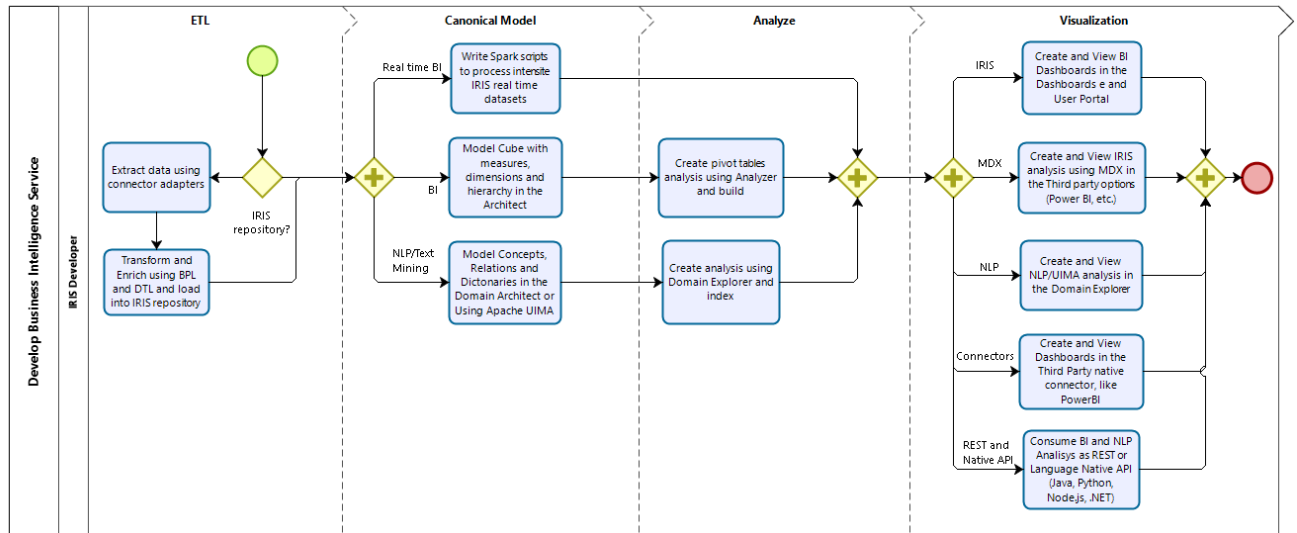 Develop Business Intelligence Service
IRIS Developer
ETL
Canonical Model
Analyze
Visualization
Extract data using
connector adapters
IRIS
repository?
Transform and
Enrich using BPL
and DTL and load
into IRIS repository
Real time BI
Write Spark scripts
to process intensite
IRIS real time
datasets
BI
Model Cube with
measures,
dimensions and
hierarchy in the
Architect
NLP/Text
Mining
Model Concepts,
Relations and
Dictonaries in the
Domain Architect or
Using Apache UIMA
Create pivot tables
analysis using Analyzer
and build
Create analysis using
Domain Explorer and
index
IRIS
Create and View BI
Dashboards in the
Dashboards e and
User Portal
MDX
Create and View IRIS
analysis using MDX in
the Third party options
(Power BI, etc.)
NLP
Create and View
NLP/UIMA analysis in
the Domain Explorer
Connectors
Create and View
Dashboards in the
Third Party native
connector, like
PowerBI
REST and
Native API
Consume BI and NLP
Analisys as REST or
Language Native API
(Java, Python,
Node.js, .NET)